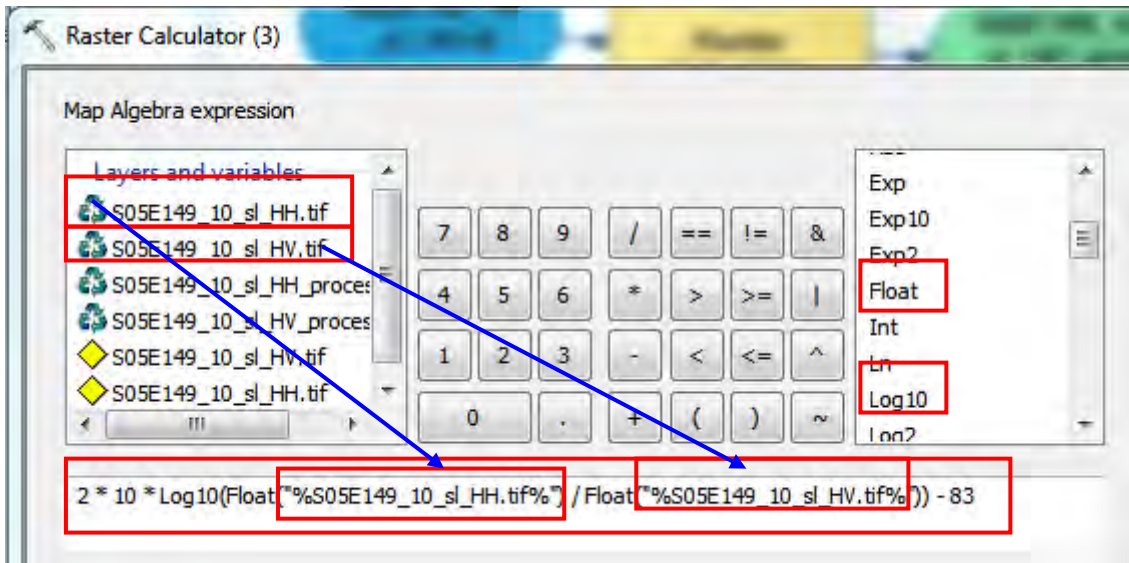 Raster Calculator (3)
Map Algebra expression
Layers and variables
S05E149_10_sl_HH.tif
S05E149_10_sl_HV.tif
S05E149_10_sl_HH_proces
S05E149_10_sl_HV_proces
S05E149_10_sl_HV.tif
S05E149_10_sl_HH.tif
7 8 9 / == != &
4 5 6 * > >= |
1 2 3 - < <= ^
0 . + ( ) ~
Exp
Exp10
Exp2
Float
Int
Ln
Log10
Log2
2 * 10 * Log10(Float("%S05E149_10_sl_HH.tif%") / Float("%S05E149_10_sl_HV.tif%")) - 83